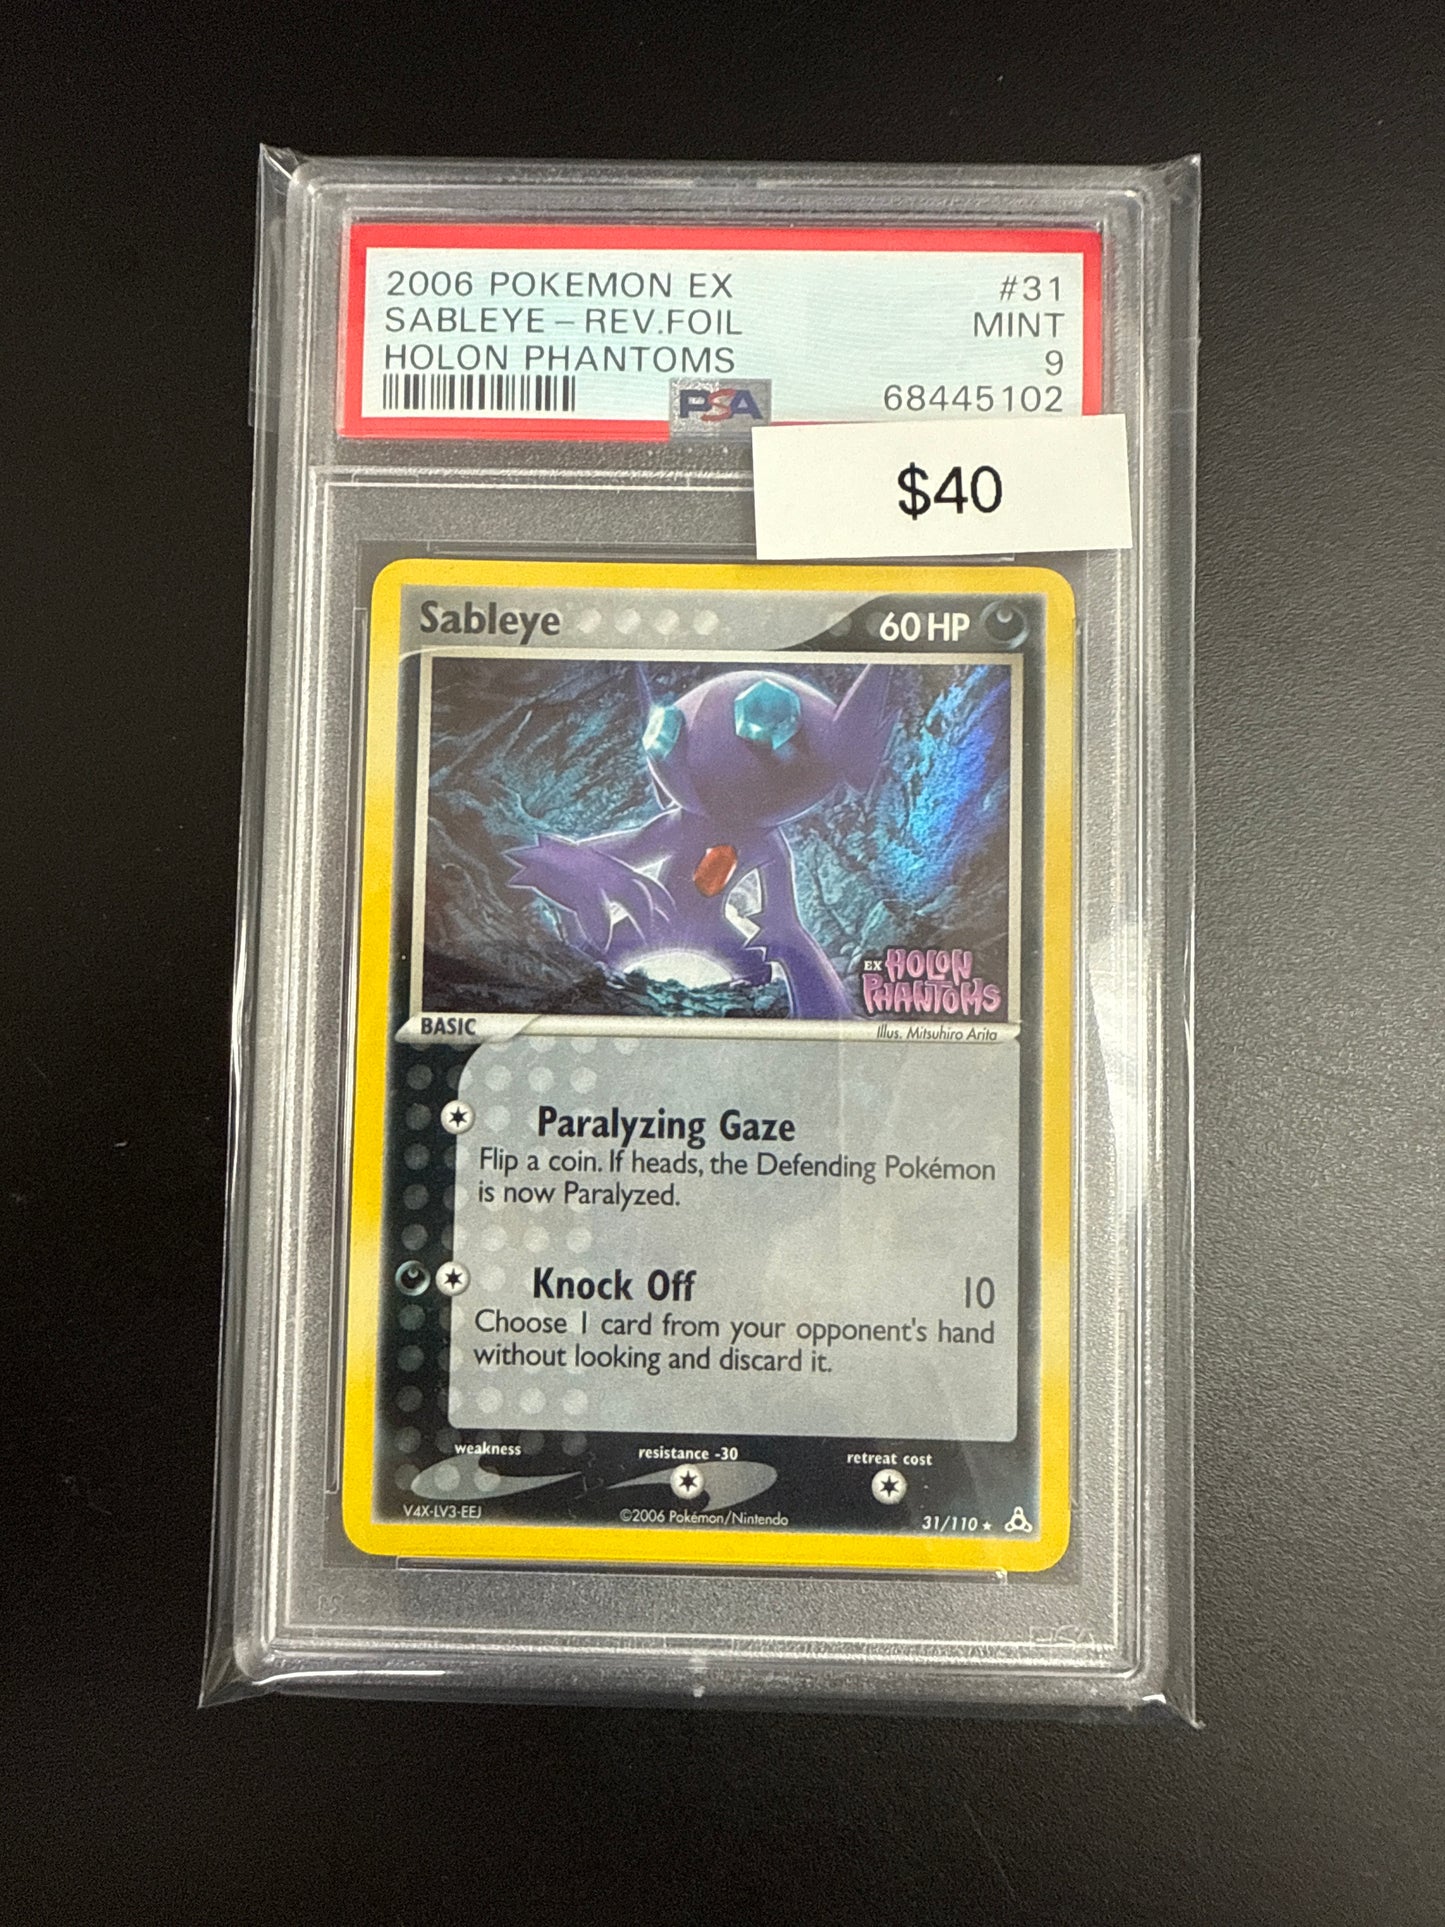 2006 POKEMON EX #31
SABLEYE - REV.FOIL MINT
HOLON PHANTOMS 9
PSA 68445102
$40
Sableye 60 HP
EX HOLON
PHANTOMS
BASIC Illus. Mitsuhiro Arita
Paralyzing Gaze
Flip a coin. If heads, the Defending Pokémon
is now Paralyzed.
Knock Off 10
Choose 1 card from your opponent's hand
without looking and discard it.
weakness resistance -30 retreat cost
V4X-LV3-EEJ ©2006 Pokémon/Nintendo 31/110
PSA